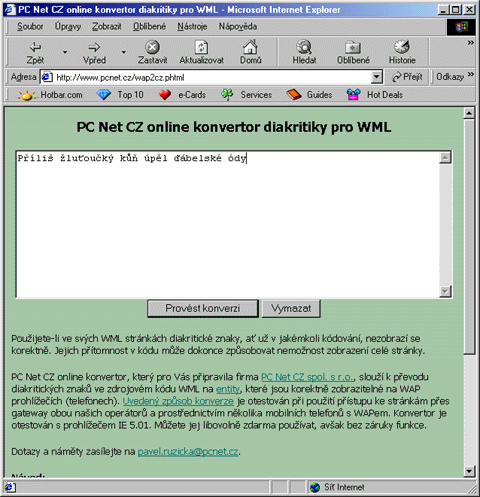 PC Net CZ online konvertor diakritiky pro WML - Microsoft Internet Explorer
Soubor Úpravy Zobrazit Oblíbené Nástroje Nápověda
Zpět Vpřed Zastavit Aktualizovat Domů Hledat Oblíbené Historie
Adresa http://www.pcnet.cz/wap2cz.phtml Přejít Odkazy »
Hotbar.com Top 10 e-Cards Services Guides Hot Deals
PC Net CZ online konvertor diakritiky pro WML
Příliš žluťoučký kůň úpěl ďábelské ódy
Provést konverzi Vymazat
Použijete-li ve svých WML stránkách diakritické znaky, ať už v jakémkoli kódování, nezobrazí se
korektně. Jejich přítomnost v kódu může dokonce způsobovat nemožnost zobrazení celé stránky.
PC Net CZ online konvertor, který pro Vás připravila firma PC Net CZ spol. s r.o., slouží k převodu
diakritických znaků ve zdrojovém kódu WML na entity, které jsou korektně zobrazitelné na WAP
prohlížečích (telefonech). Uvedený způsob konverze je otestován při použití přístupu ke stránkám přes
gateway obou našich operátorů a prostřednictvím několika mobilních telefonů s WAPem. Konvertor je
otestován s prohlížečem IE 5.01. Můžete jej libovolně zdarma používat, avšak bez záruky funkce.
Dotazy a náměty zasílejte na pavel.ruzicka@pcnet.cz.
Návod:
Síť Internet